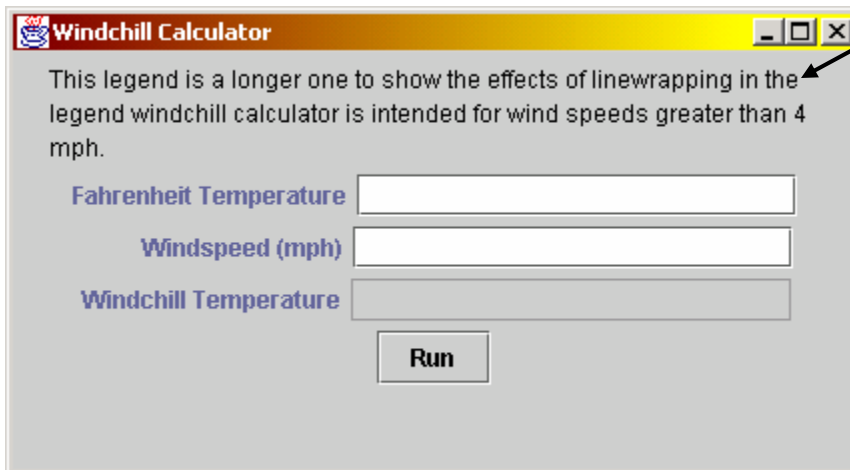 Windchill Calculator
This legend is a longer one to show the effects of linewrapping in the
legend windchill calculator is intended for wind speeds greater than 4
mph.
Fahrenheit Temperature
Windspeed (mph)
Windchill Temperature
Run